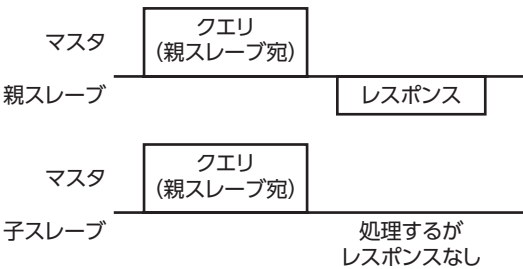 クエリ
(親スレーブ宛)
マスタ
親スレーブ
レスポンス
クエリ
(親スレーブ宛)
マスタ
子スレーブ
処理するが
レスポンスなし